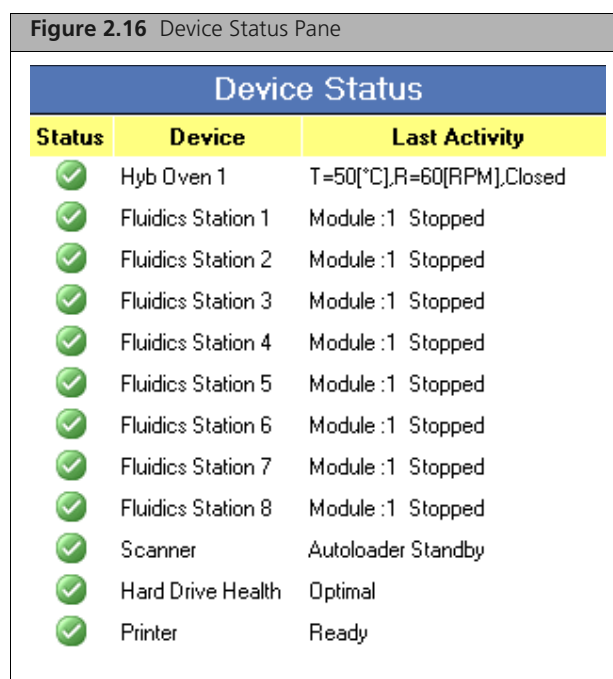 Figure 2.16 Device Status Pane
Device Status
Status Device Last Activity
Hyb Oven 1 T=50[°C],R=60[RPM],Closed
Fluidics Station 1 Module :1 Stopped
Fluidics Station 2 Module :1 Stopped
Fluidics Station 3 Module :1 Stopped
Fluidics Station 4 Module :1 Stopped
Fluidics Station 5 Module :1 Stopped
Fluidics Station 6 Module :1 Stopped
Fluidics Station 7 Module :1 Stopped
Fluidics Station 8 Module :1 Stopped
Scanner Autoloader Standby
Hard Drive Health Optimal
Printer Ready